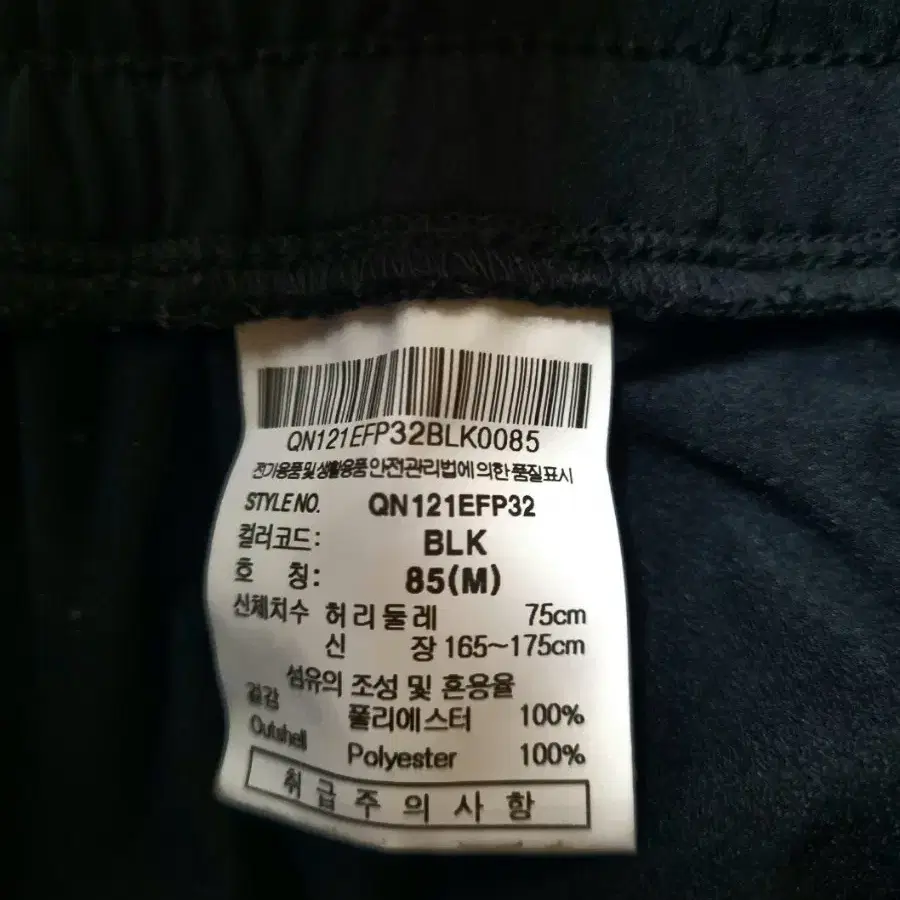 QN121EFP32BLK0085
전기용품및생활용품안전관리법에의한품질표시
STYLE NO. QN121EFP32
컬러코드: BLK
호 칭: 85(M)
신체치수 허리둘레 75cm
신 장 165~175cm
섬유의 조성 및 혼용율
겉감 폴리에스터 100%
Outshell Polyester 100%
취급주의사항